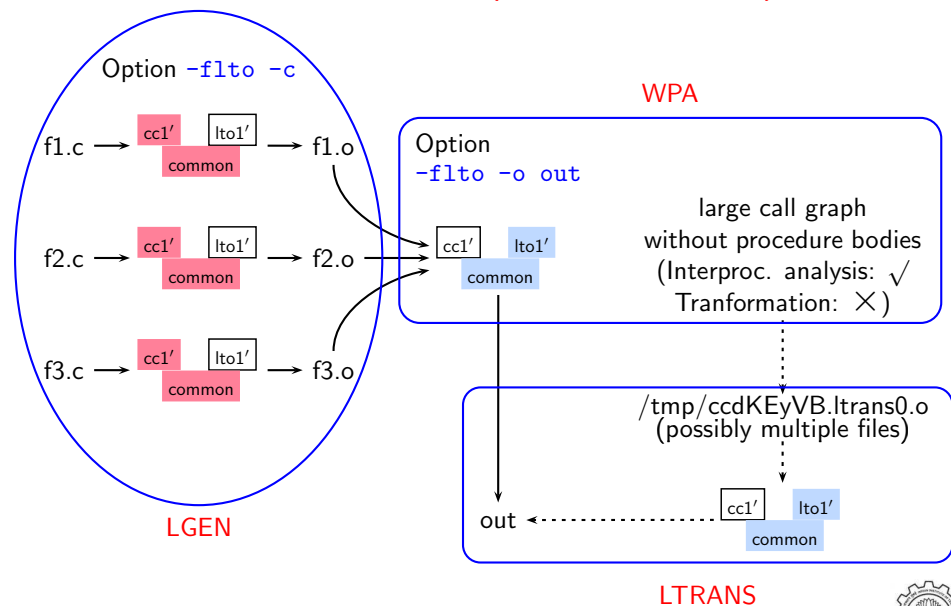 Option -flto -c
f1.c
cc1′
lto1′
common
f1.o
f2.c
cc1′
lto1′
common
f2.o
f3.c
cc1′
lto1′
common
f3.o
LGEN
WPA
Option
-flto -o out
cc1′
lto1′
common
large call graph
without procedure bodies
(Interproc. analysis: √
Tranformation: ×)
/tmp/ccdKEyVB.ltrans0.o
(possibly multiple files)
cc1′
lto1′
common
out
LTRANS